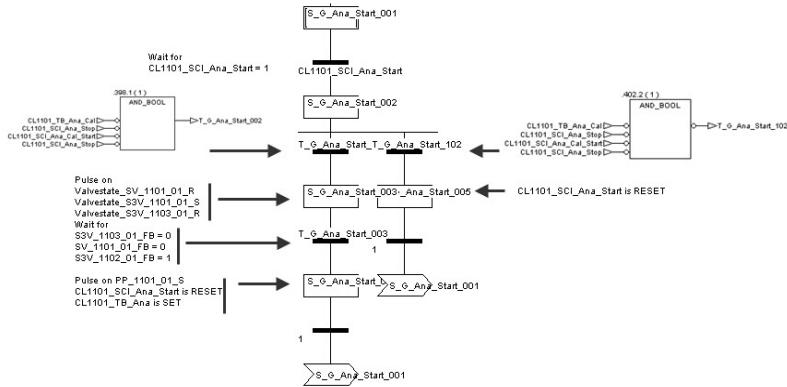 S_G_Ana_Start_001
Wait for
CL1101_SCI_Ana_Start = 1
CL1101_SCI_Ana_Start
.398.1 ( 1 )
AND_BOOL
CL1101_TB_Ana_Cal
CL1101_SCI_Ana_Stop
CL1101_SCI_Ana_Cal_Start
CL1101_SCI_Ana_Stop
T_G_Ana_Start_002
S_G_Ana_Start_002
.402.2 ( 1 )
AND_BOOL
CL1101_TB_Ana_Cal
CL1101_SCI_Ana_Stop
CL1101_SCI_Ana_Cal_Start
CL1101_SCI_Ana_Stop
T_G_Ana_Start_102
T_G_Ana_Start_T_G_Ana_Start_102
Pulse on
Valvestate_SV_1101_01_R
Valvestate_S3V_1101_01_S
Valvestate_S3V_1103_01_R
S_G_Ana_Start_003
Ana_Start_005
CL1101_SCI_Ana_Start is RESET
Wait for
S3V_1103_01_FB = 0
SV_1101_01_FB = 0
S3V_1102_01_FB = 1
T_G_Ana_Start_003
1
Pulse on PP_1101_01_S
CL1101_SCI_Ana_Start is RESET
CL1101_TB_Ana is SET
S_G_Ana_Start_
S_G_Ana_Start_001
1
S_G_Ana_Start_001